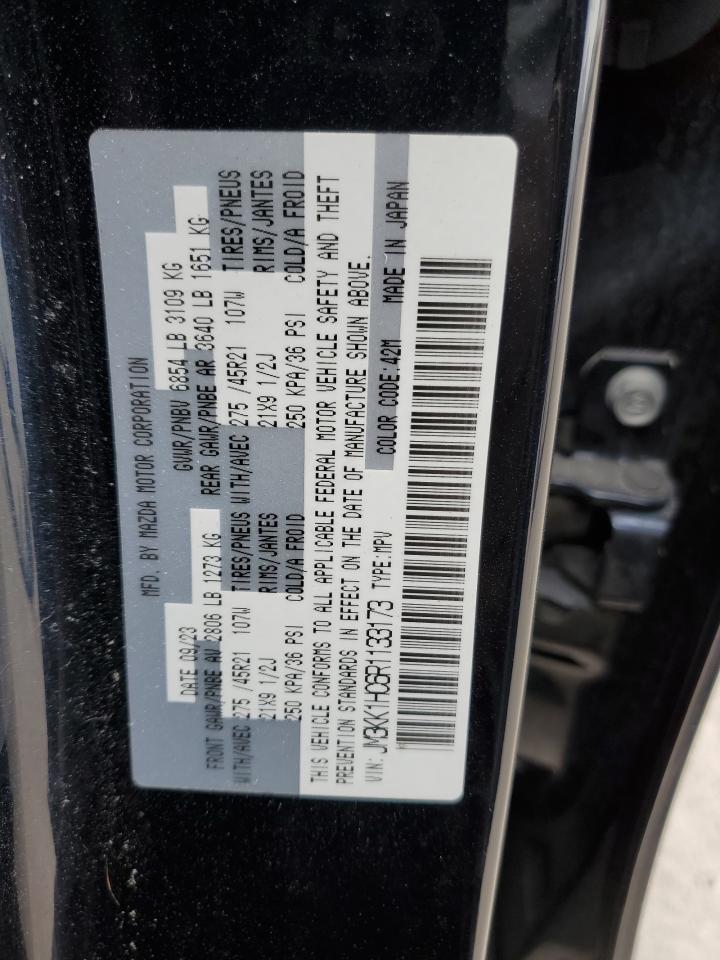 MFD. BY MAZDA MOTOR CORPORATION
DATE 09/23 GVWR/PNBV 6854 LB 3109 KG
FRONT GAWR/PNBE AV 2806 LB 1273 KG REAR GAWR/PNBE AR 3640 LB 1651 KG
WITH/AVEC 275 /45R21 107W TIRES/PNEUS WITH/AVEC 275 /45R21 107W TIRES/PNEUS
21X9 1/2J RIMS/JANTES 21X9 1/2J RIMS/JANTES
250 KPA/36 PSI COLD/A FROID 250 KPA/36 PSI COLD/A FROID
THIS VEHICLE CONFORMS TO ALL APPLICABLE FEDERAL MOTOR VEHICLE SAFETY AND THEFT
PREVENTION STANDARDS IN EFFECT ON THE DATE OF MANUFACTURE SHOWN ABOVE.
VIN: JM3KK1HC6R1133173 TYPE:MPV COLOR CODE:42M MADE IN JAPAN